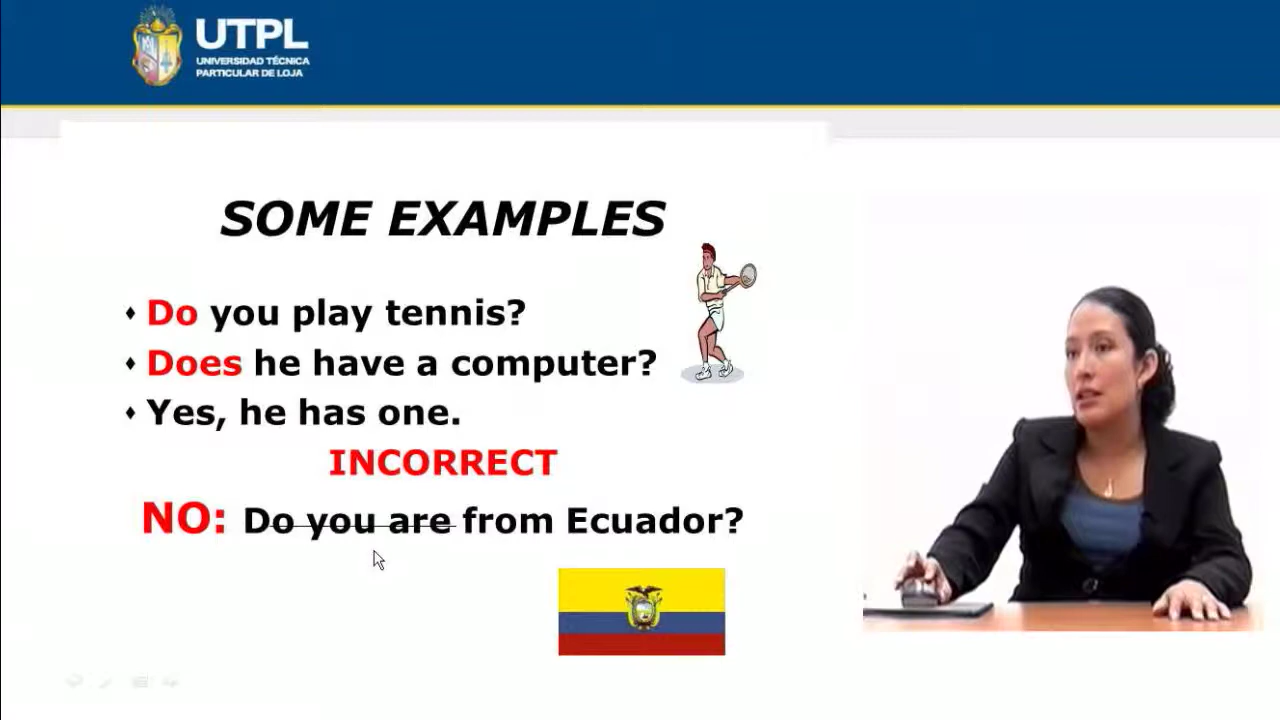 UTPL
UNIVERSIDAD TÉCNICA
PARTICULAR DE LOJA
SOME EXAMPLES
Do you play tennis?
Does he have a computer?
Yes, he has one.
INCORRECT
NO: Do you are from Ecuador?